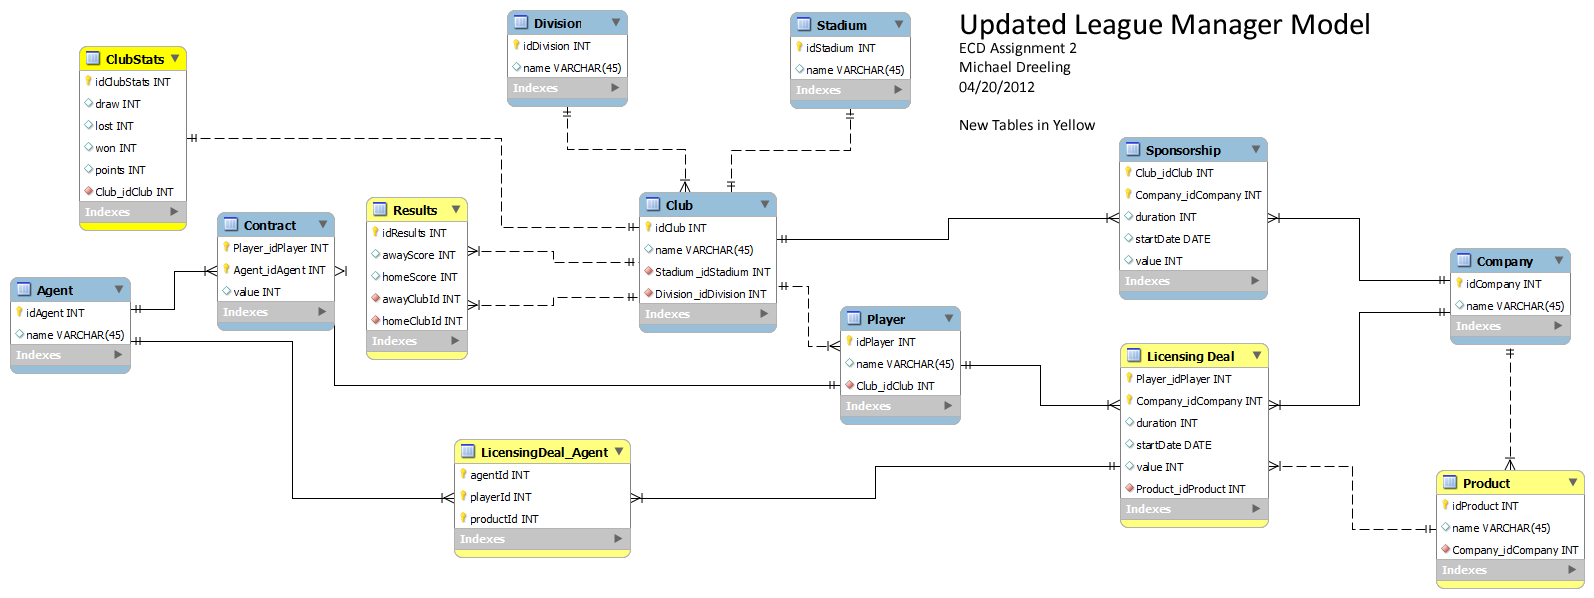 Updated League Manager Model
ECD Assignment 2
Michael Dreeling
04/20/2012
New Tables in Yellow
Division
idDivision INT
name VARCHAR(45)
Indexes
Stadium
idStadium INT
name VARCHAR(45)
Indexes
ClubStats
idClubStats INT
draw INT
lost INT
won INT
points INT
Club_idClub INT
Indexes
Sponsorship
Club_idClub INT
Company_idCompany INT
duration INT
startDate DATE
value INT
Indexes
Club
idClub INT
name VARCHAR(45)
Stadium_idStadium INT
Division_idDivision INT
Indexes
Results
idResults INT
awayScore INT
homeScore INT
awayClubId INT
homeClubId INT
Indexes
Contract
Player_idPlayer INT
Agent_idAgent INT
value INT
Indexes
Agent
idAgent INT
name VARCHAR(45)
Indexes
Company
idCompany INT
name VARCHAR(45)
Indexes
Player
idPlayer INT
name VARCHAR(45)
Club_idClub INT
Indexes
Licensing Deal
Player_idPlayer INT
Company_idCompany INT
duration INT
startDate DATE
value INT
Product_idProduct INT
Indexes
LicensingDeal_Agent
agentId INT
playerId INT
productId INT
Indexes
Product
idProduct INT
name VARCHAR(45)
Company_idCompany INT
Indexes